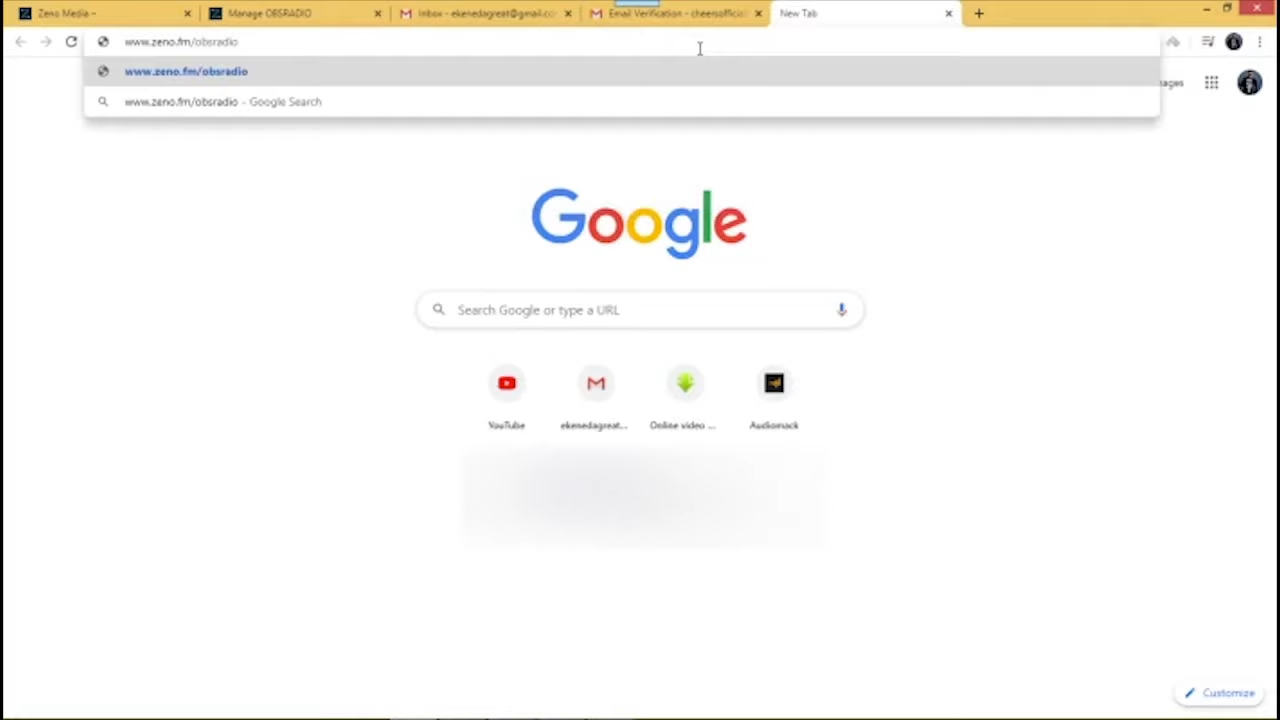 Zeno Media -
Manage OBSRADIO
Inbox - ekenedagreat@gmail.co
Email Verification - cheersofficial
New Tab
www.zeno.fm/obsradio
www.zeno.fm/obsradio
www.zeno.fm/obsradio - Google Search
ages
Google
Search Google or type a URL
YouTube
ekenedagreat...
Online video ...
Audiomack
Customize